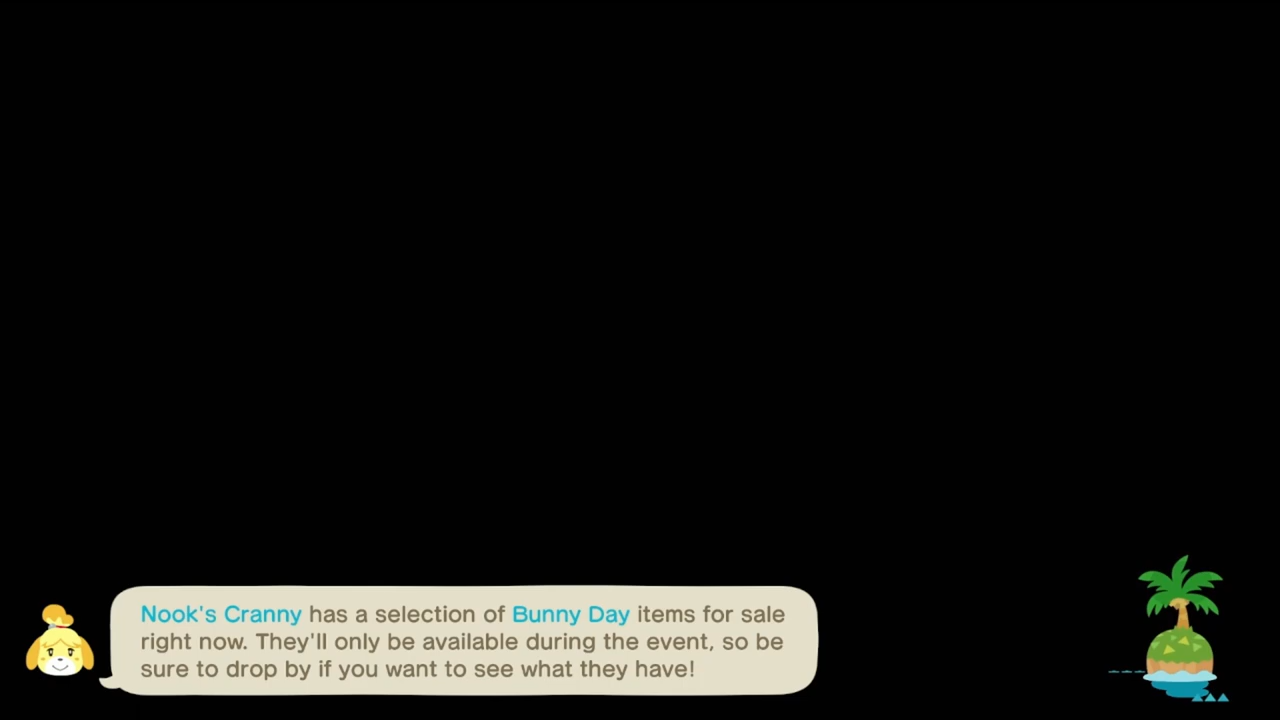 Nook's Cranny has a selection of Bunny Day items for sale
right now. They'll only be available during the event, so be
sure to drop by if you want to see what they have!